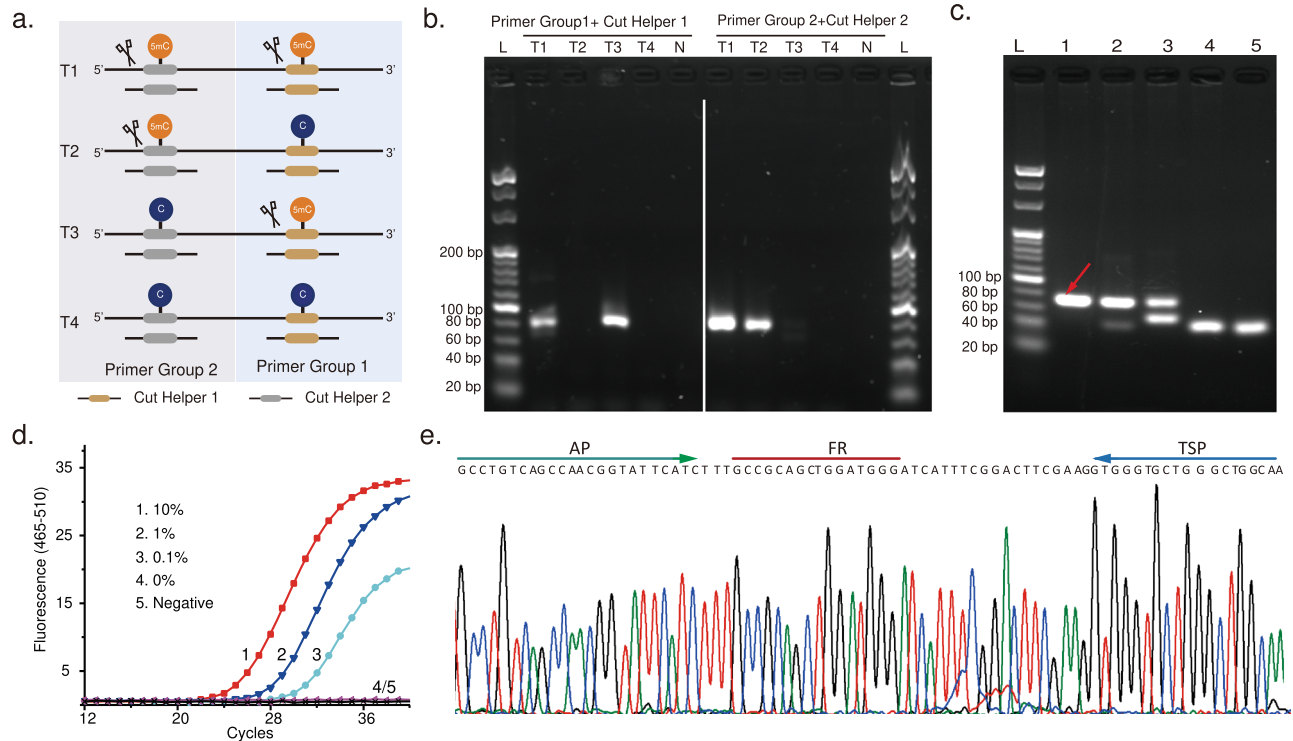 a.
5mC 5mC
T1 5' 3'
5mC C
T2 5' 3'
C 5mC
T3 5' 3'
C C
T4 5' 3'
Primer Group 2 Primer Group 1
Cut Helper 1 Cut Helper 2
b.
Primer Group1+ Cut Helper 1 Primer Group 2+Cut Helper 2
L T1 T2 T3 T4 N T1 T2 T3 T4 N L
200 bp
100 bp
80 bp
60 bp
40 bp
20 bp
c.
L 1 2 3 4 5
100 bp
80 bp
60 bp
40 bp
20 bp
d.
Fluorescence (465-510)
35
25
15
5
1. 10%
2. 1%
3. 0.1%
4. 0%
5. Negative
1 2 3
4/5
12 20 28 36
Cycles
e.
AP FR TSP
GCCTGTCAGCCAACGGTATTCATCTTTGCCGCAGCTGGATGGGATCATTTCGGACTTCGAAGGTGGGTGCTGGGCTGGCAA